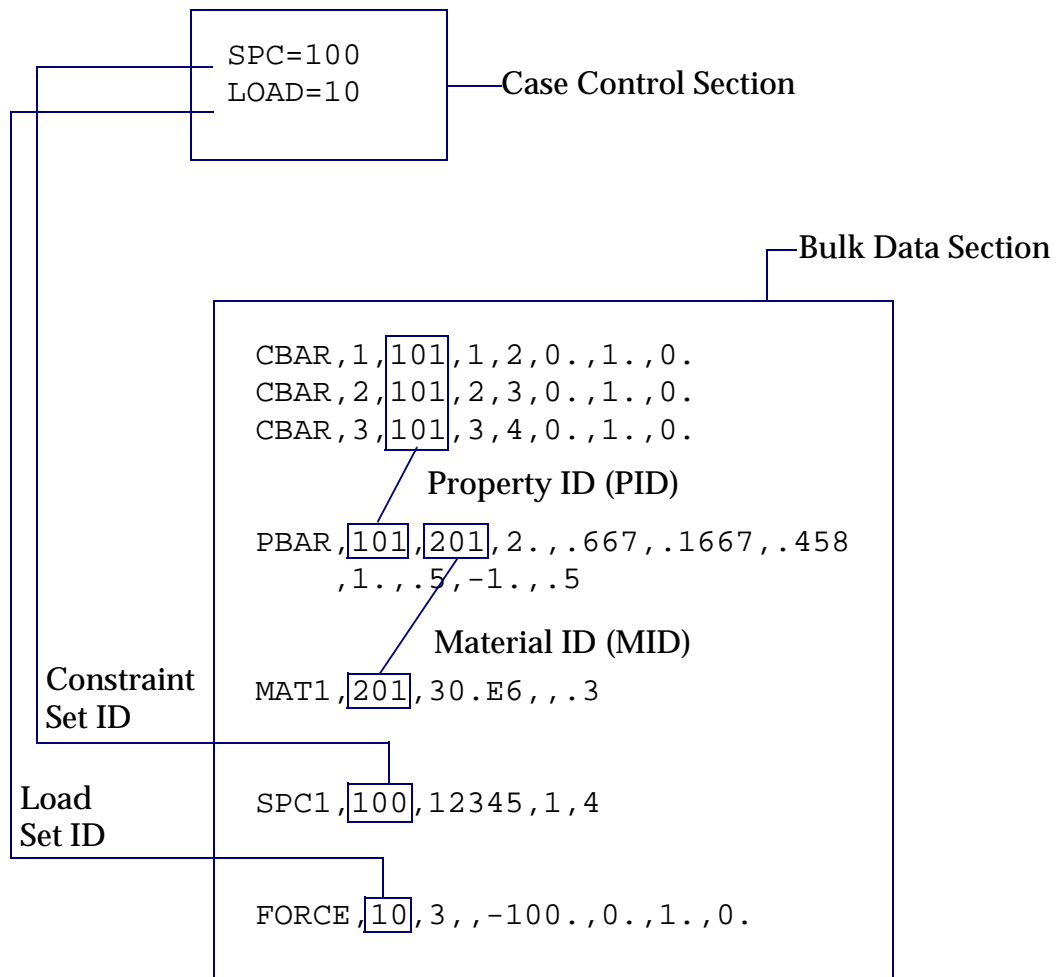 SPC=100
LOAD=10
Case Control Section
Bulk Data Section
CBAR,1,101,1,2,0.,1.,0.
CBAR,2,101,2,3,0.,1.,0.
CBAR,3,101,3,4,0.,1.,0.
Property ID (PID)
PBAR,101,201,2.,.667,.1667,.458
,1.,.5,-1.,.5
Material ID (MID)
Constraint
Set ID
MAT1,201,30.E6,,.3
Load
Set ID
SPC1,100,12345,1,4
FORCE,10,3,,-100.,0.,1.,0.